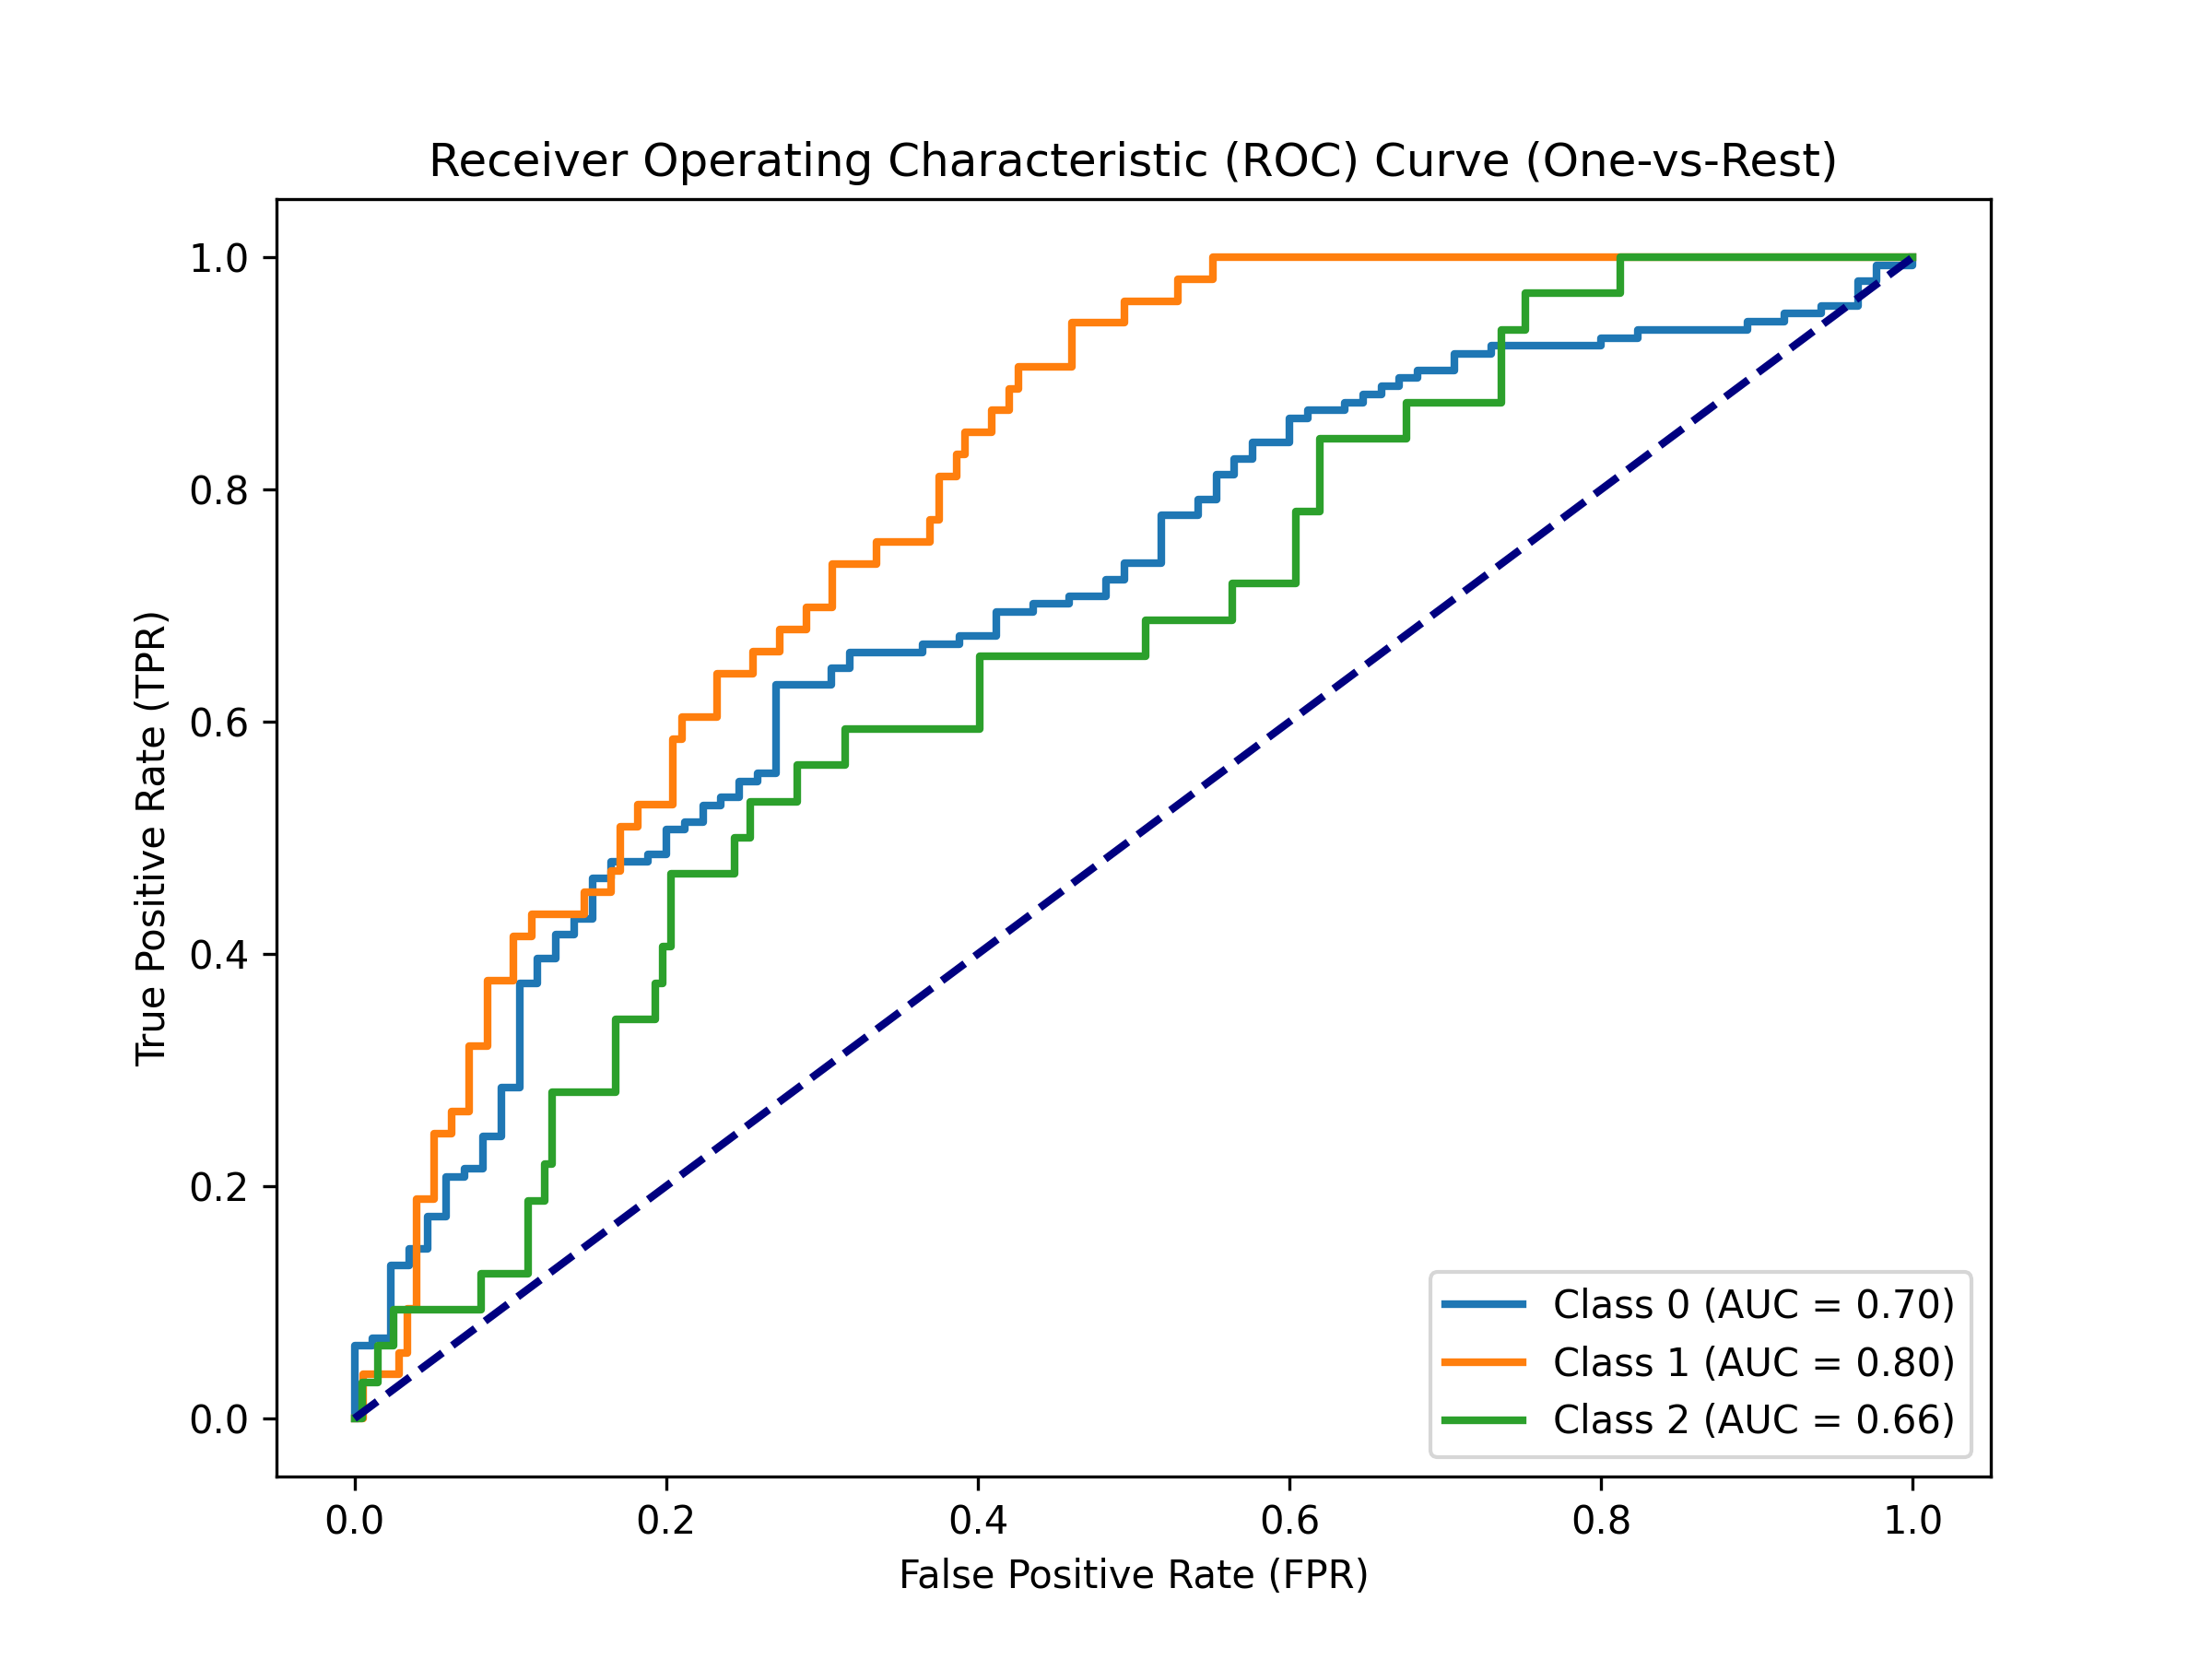 Receiver Operating Characteristic (ROC) Curve (One-vs-Rest)
True Positive Rate (TPR)
1.0
0.8
0.6
0.4
0.2
0.0
0.0 0.2 0.4 0.6 0.8 1.0
False Positive Rate (FPR)
Class 0 (AUC = 0.70)
Class 1 (AUC = 0.80)
Class 2 (AUC = 0.66)